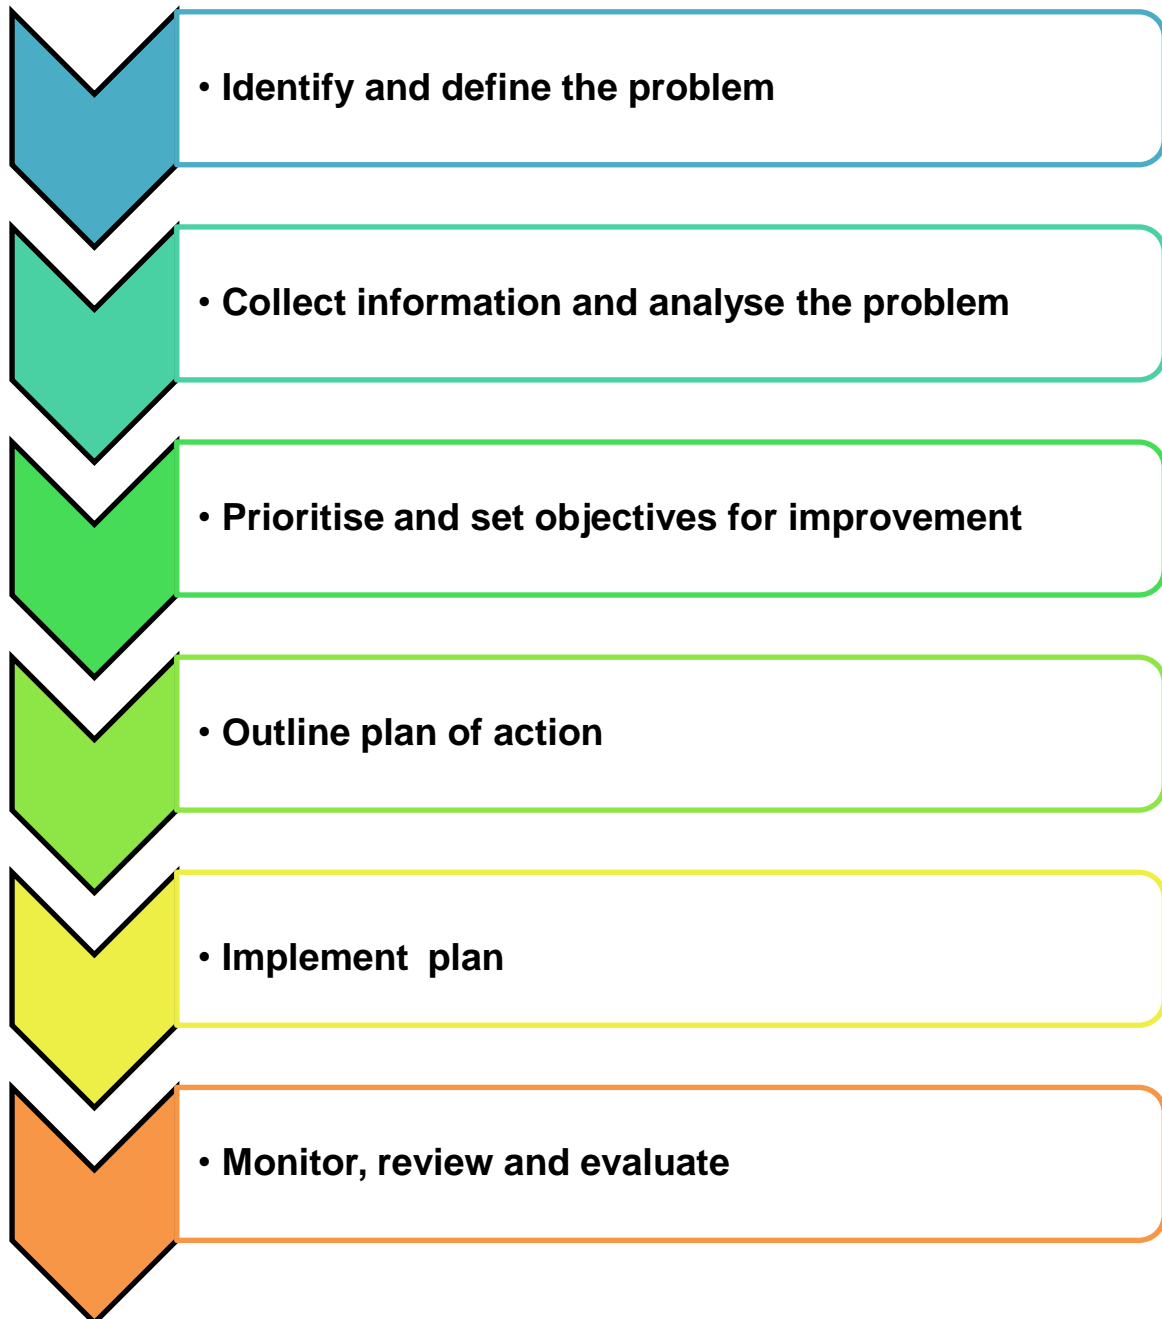 • Identify and define the problem
• Collect information and analyse the problem
• Prioritise and set objectives for improvement
• Outline plan of action
• Implement  plan
• Monitor, review and evaluate